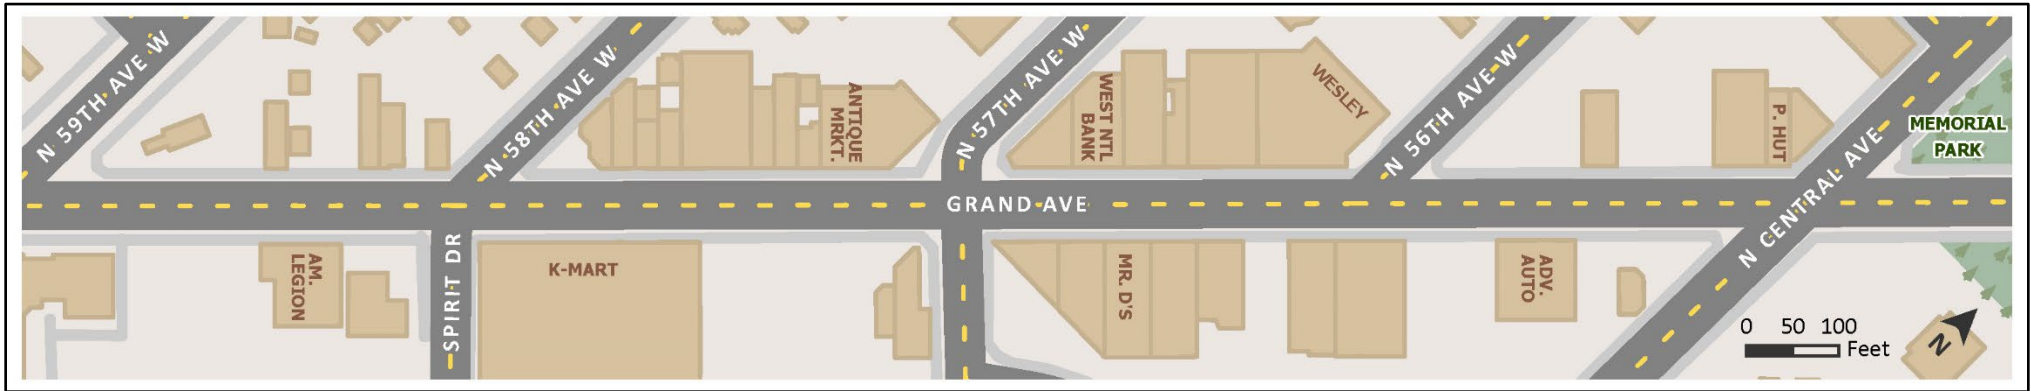 N 59TH AVE W
N 58TH AVE W
ANTIQUE
MRKT.
N 57TH AVE W
WEST NTL
BANK
WESLEY
N 56TH AVE W
P. HUT
MEMORIAL
PARK
GRAND AVE
N CENTRAL AVE
AM.
LEGION
SPIRIT DR
K-MART
MR. D'S
ADV.
AUTO
0 50 100
Feet
N